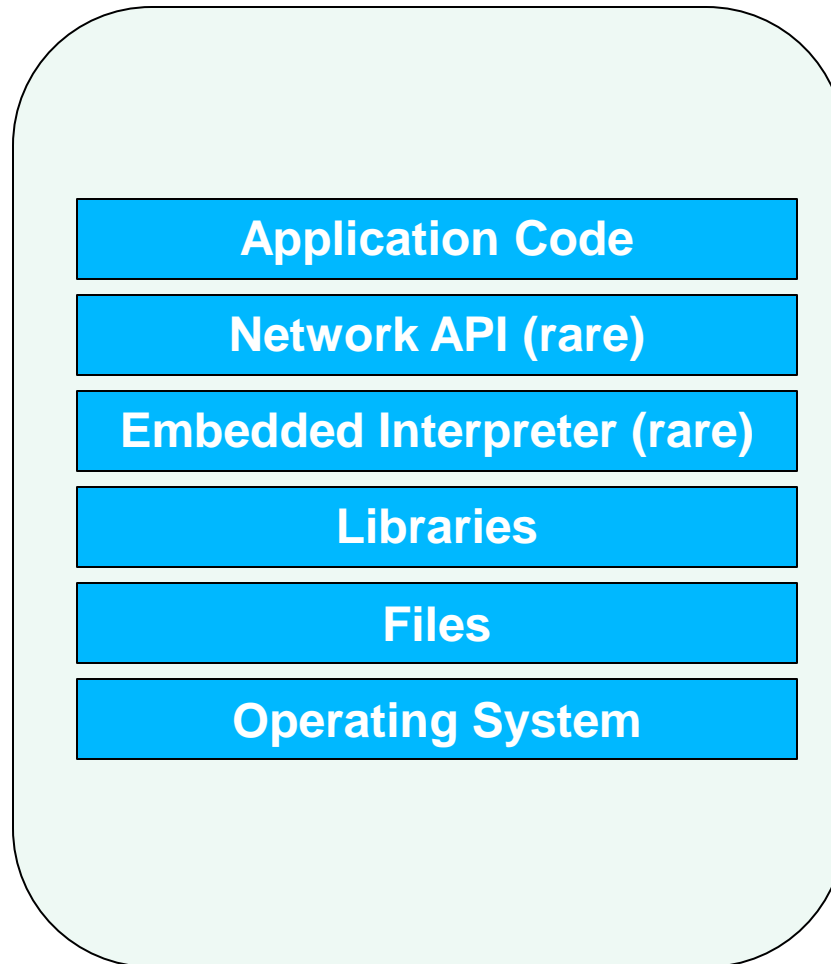 Application Code
Network API (rare)
Embedded Interpreter (rare)
Libraries
Files
Operating System